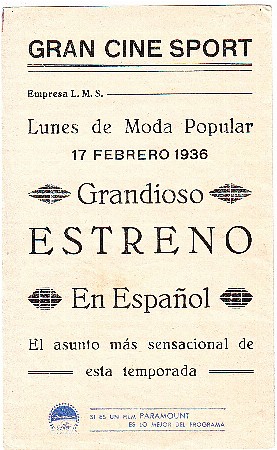 GRAN CINE SPORT
Empresa L. M. S.
Lunes de Moda Popular
17 FEBRERO 1936
Grandioso
ESTRENO
En Español
El asunto más sensacional de
esta temporada
SI ES UN FILM PARAMOUNT
ES LO MEJOR DEL PROGRAMA